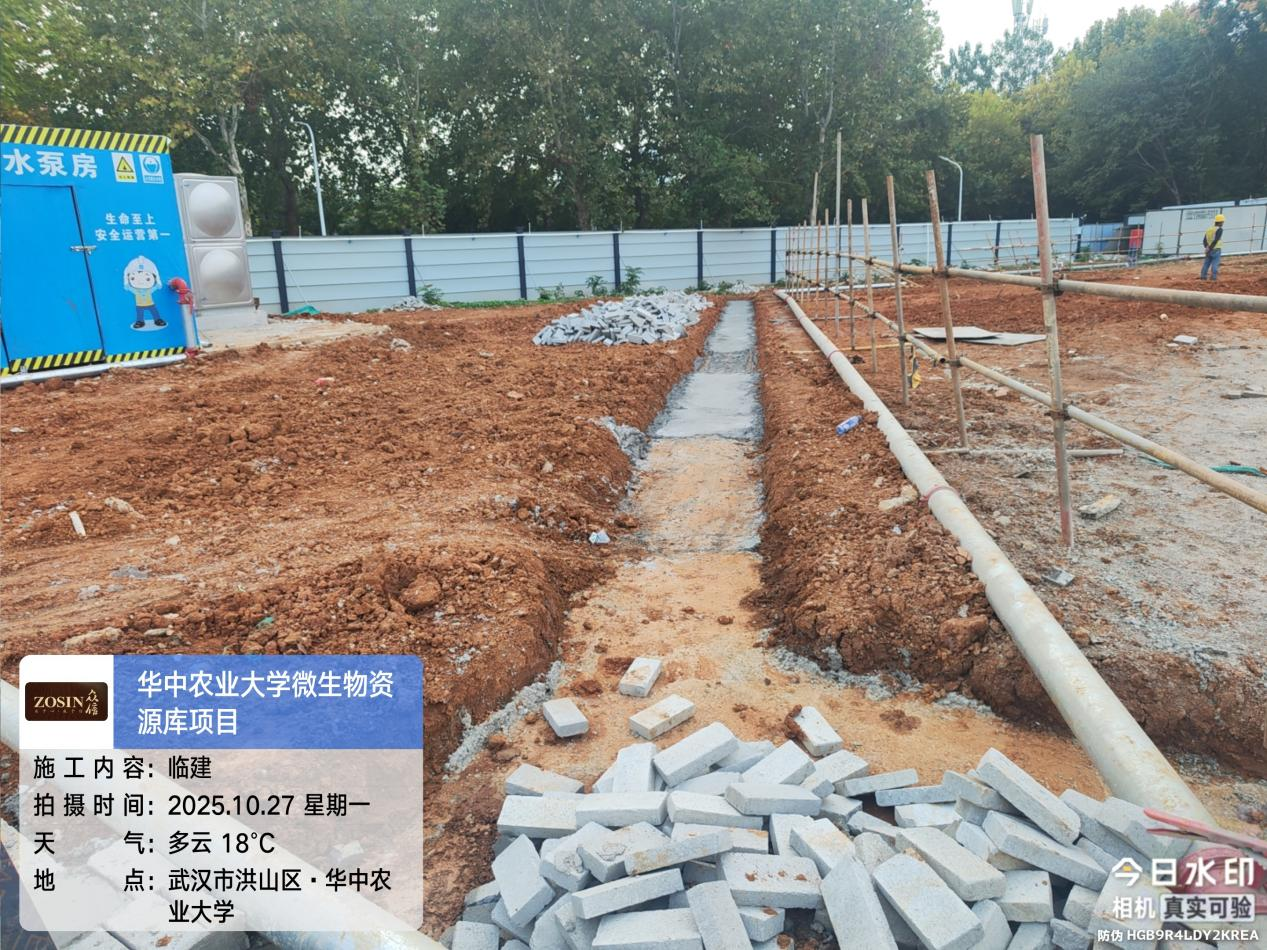 水泵房
生命至上
安全运营第一
ZOSIN 众信
华中农业大学微生物资
源库项目
施工内容：临建
拍摄时间：2025.10.27 星期一
天气：多云 18°C
地点：武汉市洪山区·华中农
业大学
今日水印
相机 真实可验
防伪 HGB9R4LDY2KREA